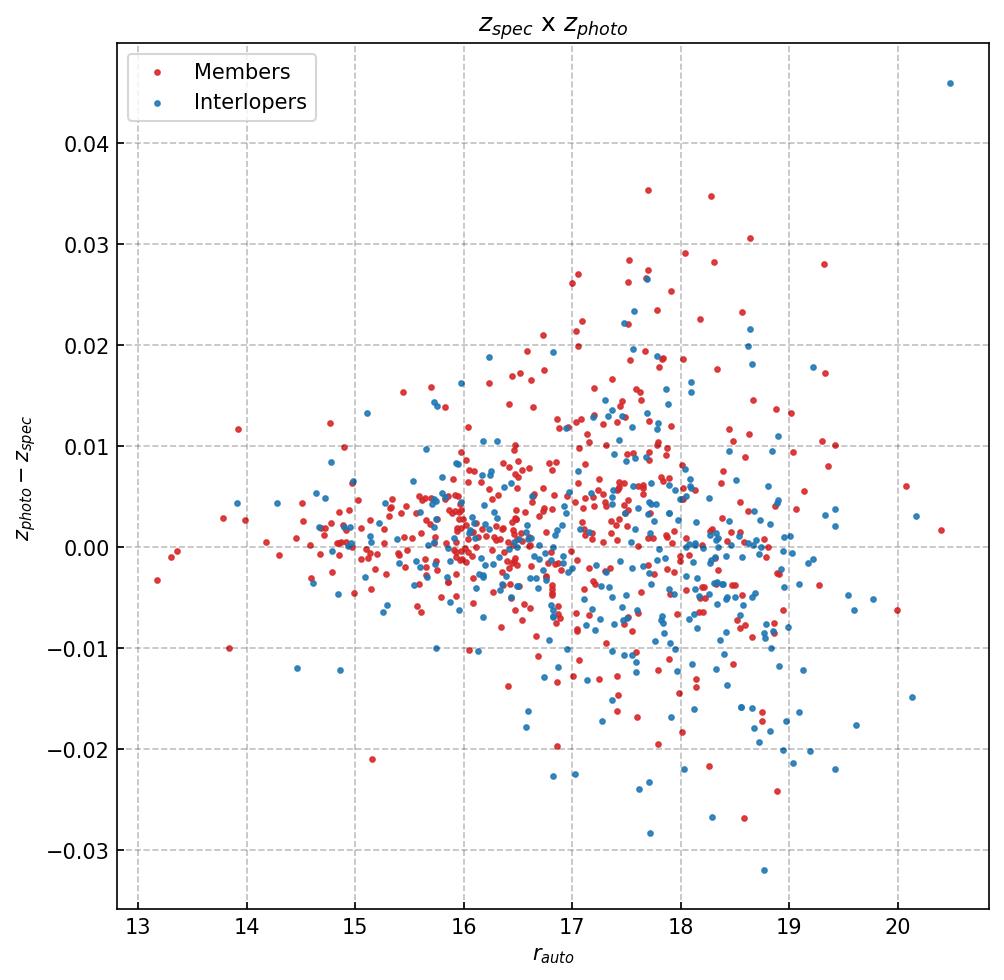 z_spec x z_photo
Members
Interlopers
0.04
0.03
0.02
0.01
0.00
−0.01
−0.02
−0.03
z_photo − z_spec
13 14 15 16 17 18 19 20
r_auto